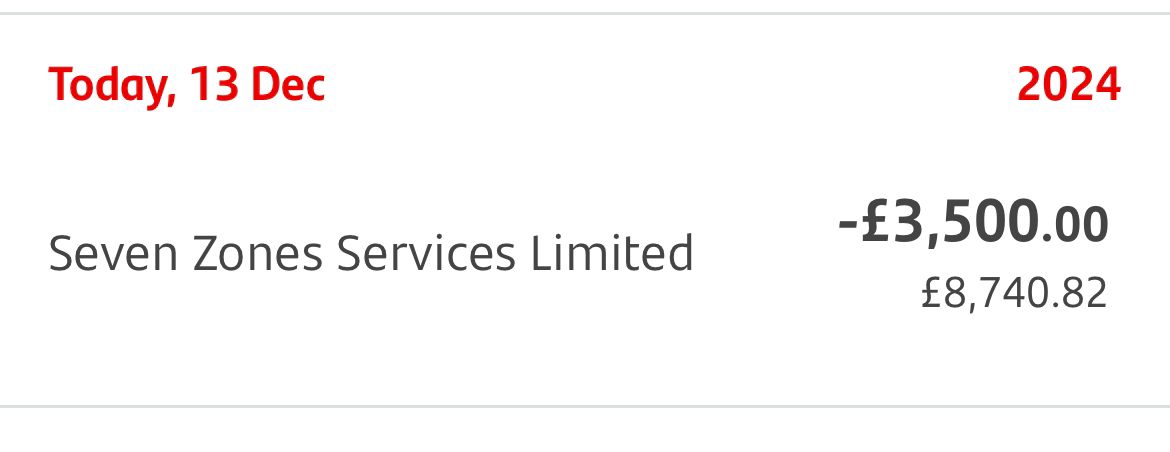 Today, 13 Dec 2024
Seven Zones Services Limited -£3,500.00
£8,740.82